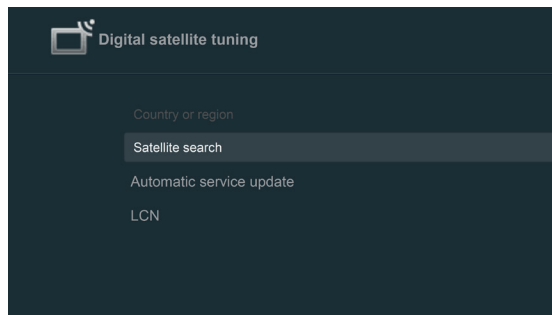 Digital satellite tuning
Country or region
Satellite search
Automatic service update
LCN